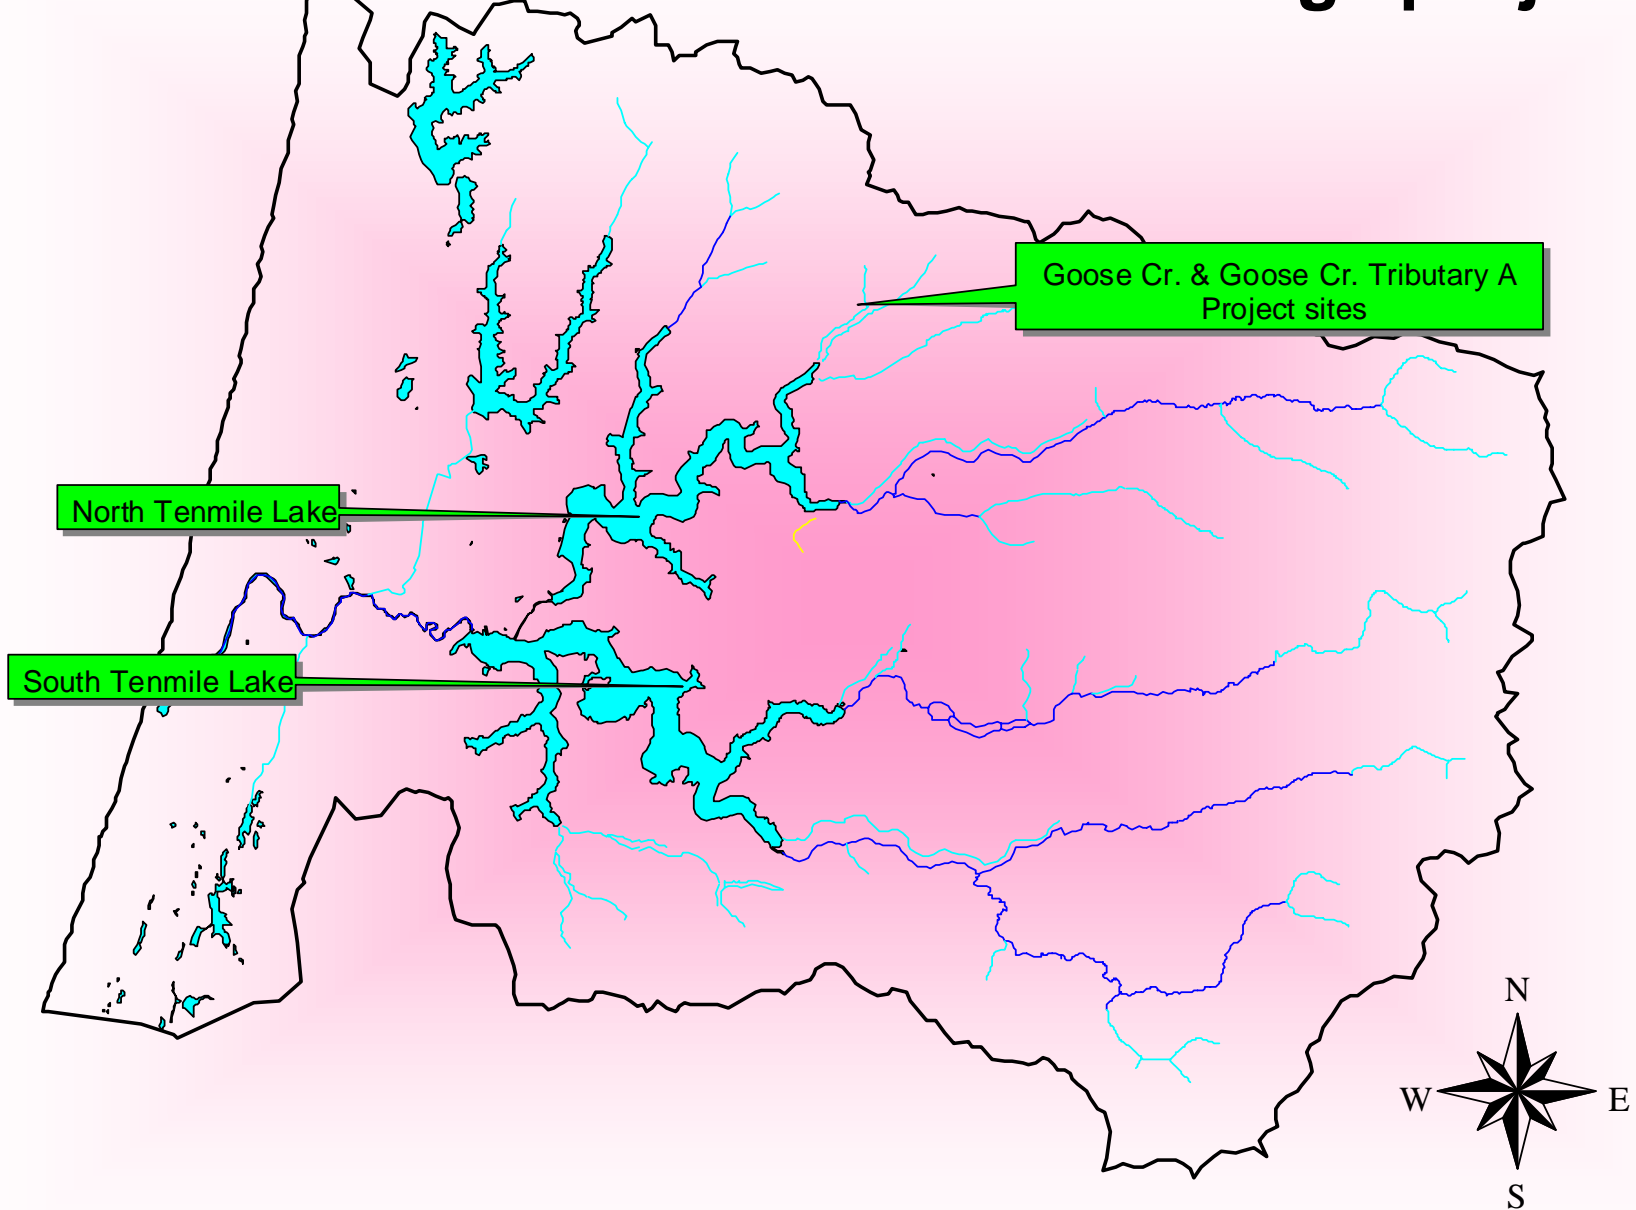 Goose Cr. & Goose Cr. Tributary A
Project sites
North Tenmile Lake
South Tenmile Lake
N
W
E
S